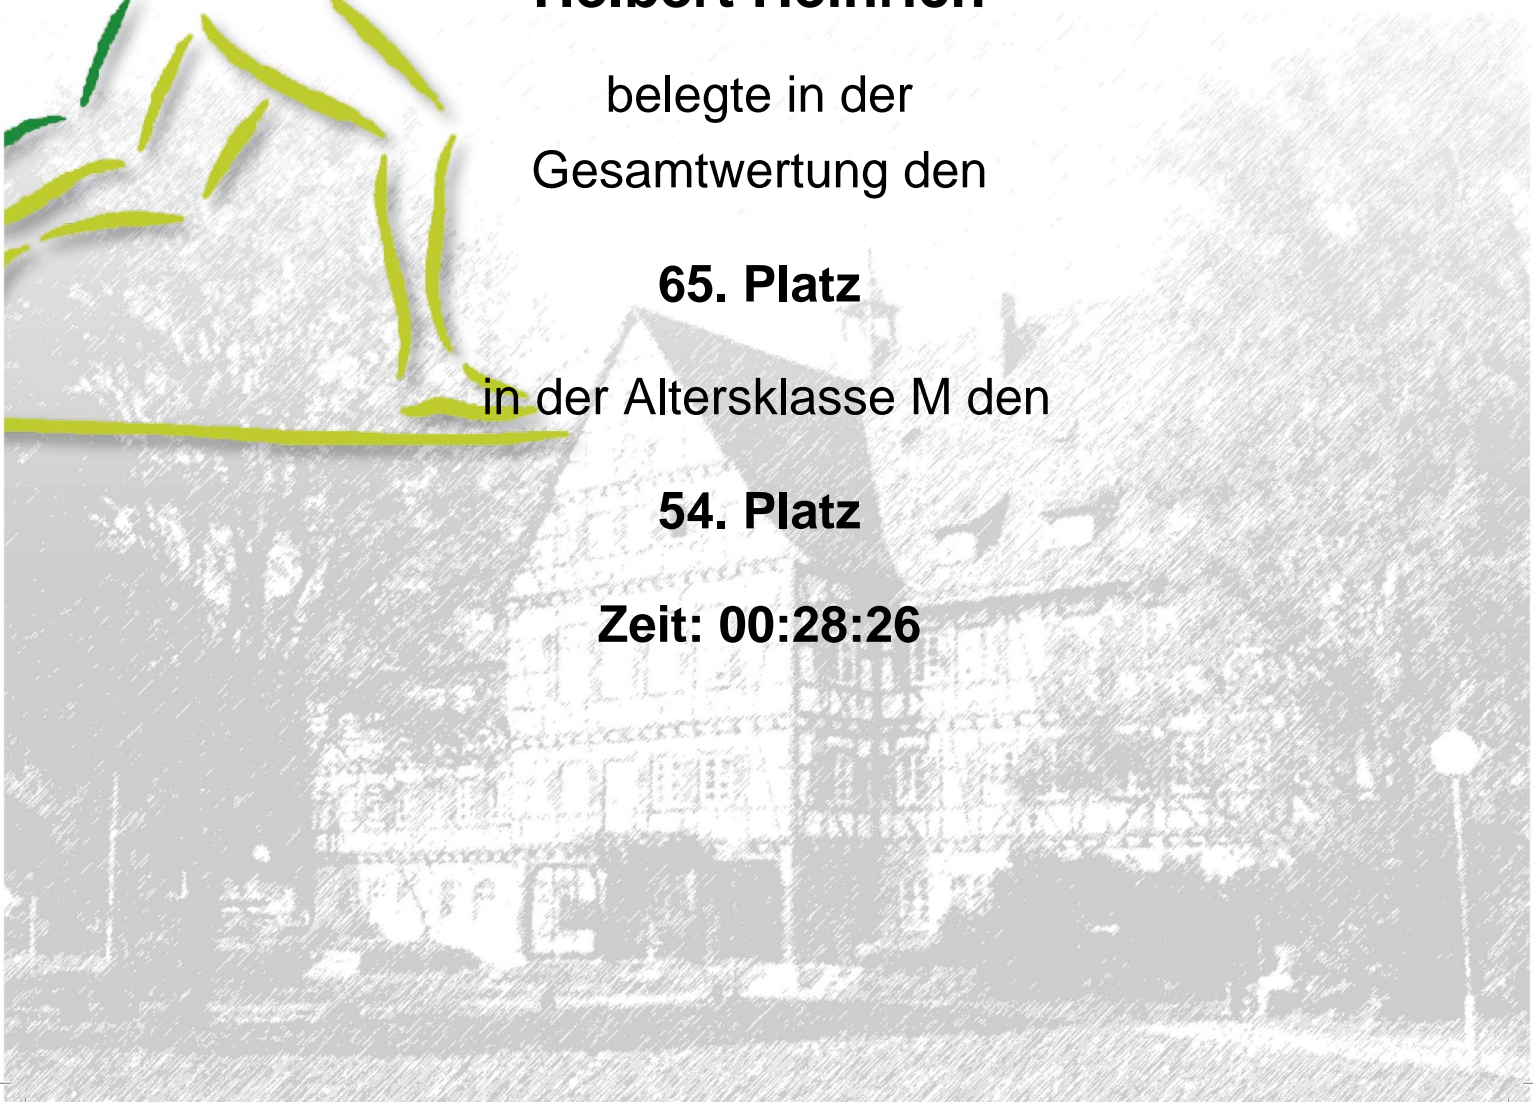 belegte in der
Gesamtwertung den
65. Platz
in der Altersklasse M den
54. Platz
Zeit: 00:28:26